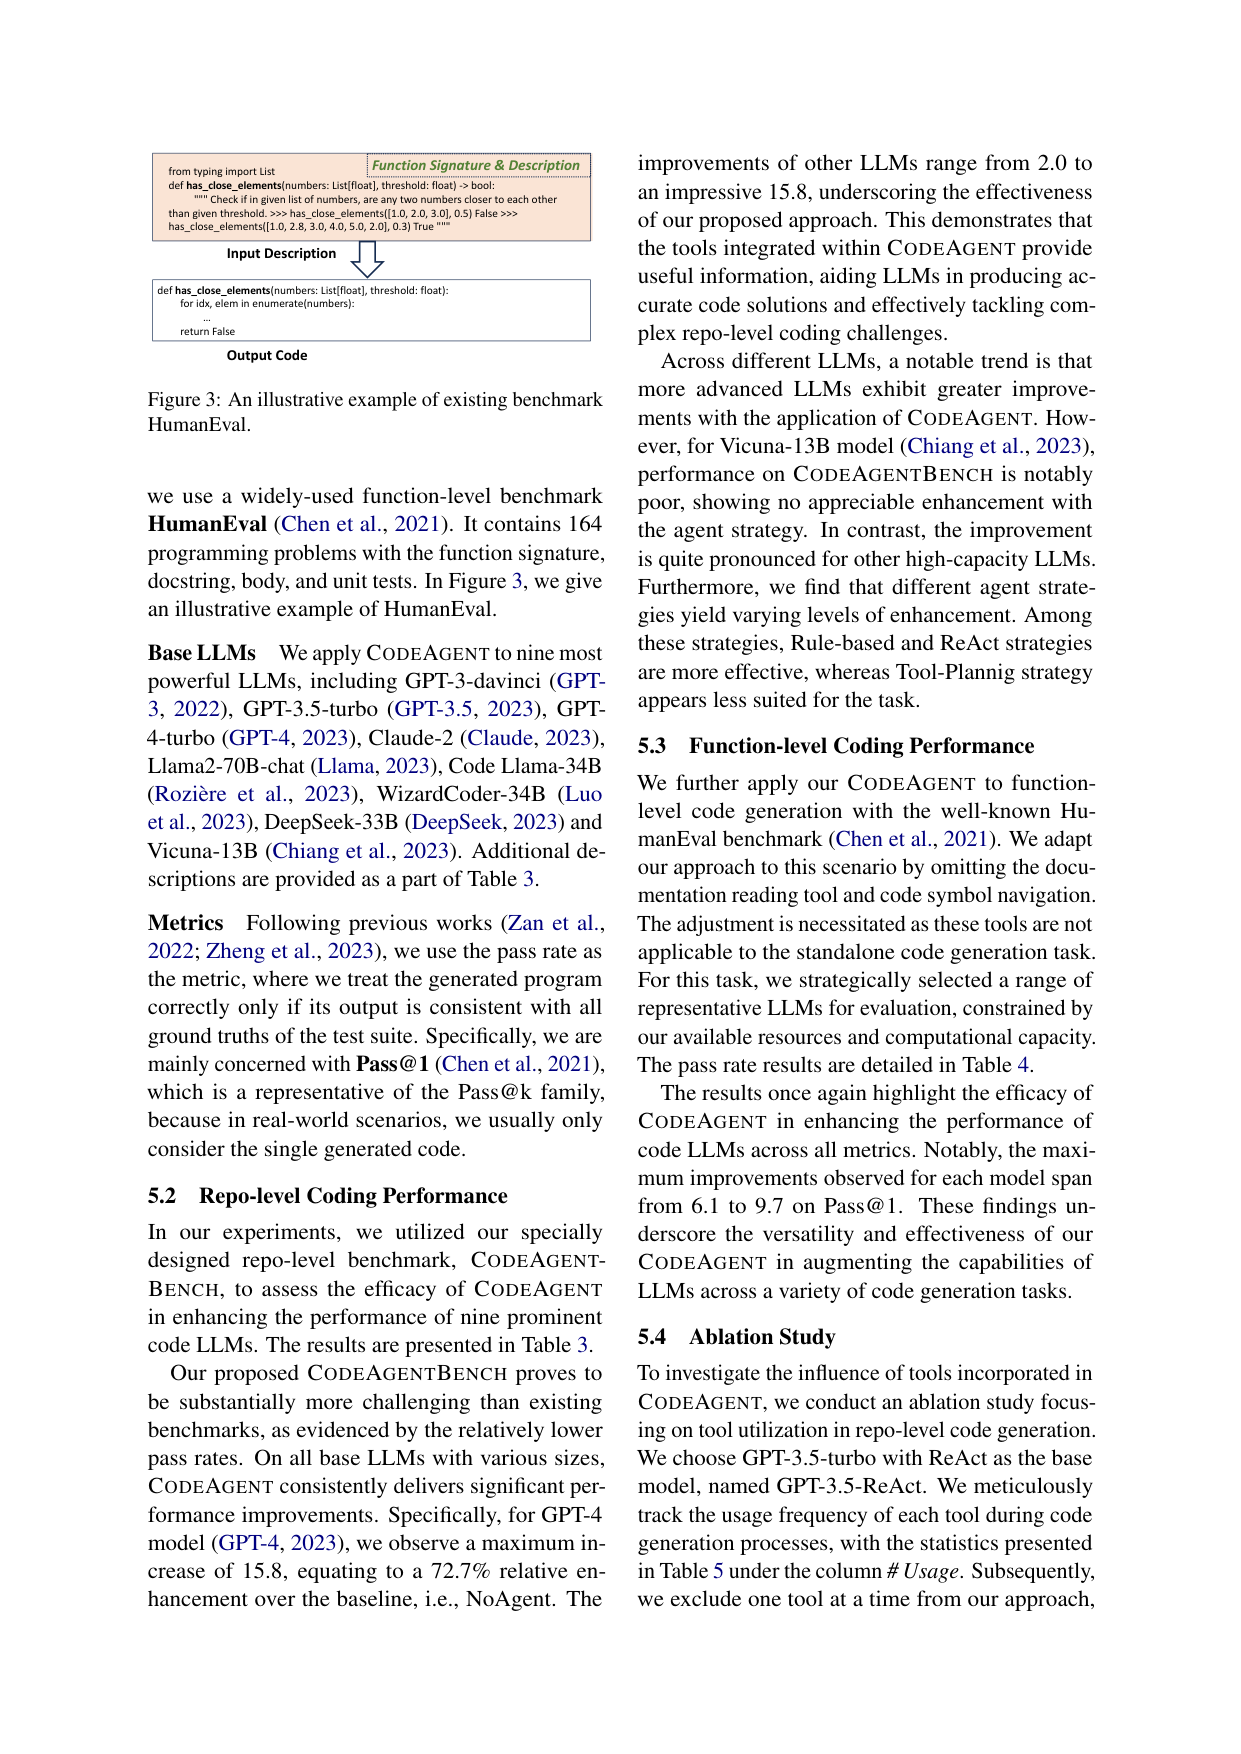 Function Signature & Description
from typing import List
def has_close_elements(numbers: List[float], threshold: float) -> bool:
""" Check if in given list of numbers, are any two numbers closer to each other
than given threshold. >>> has_close_elements([1.0, 2.0, 3.0], 0.5) False >>>
has_close_elements([1.0, 2.8, 3.0, 4.0, 5.0, 2.0], 0.3) True """
Input Description
def has_close_elements(numbers: List[float], threshold: float):
for idx, elem in enumerate(numbers):
...
return False
Output Code
Figure 3: An illustrative example of existing benchmark
HumanEval.
we use a widely-used function-level benchmark
HumanEval (Chen et al., 2021). It contains 164
programming problems with the function signature,
docstring, body, and unit tests. In Figure 3, we give
an illustrative example of HumanEval.
Base LLMs We apply CODEAGENT to nine most
powerful LLMs, including GPT-3-davinci (GPT-
3, 2022), GPT-3.5-turbo (GPT-3.5, 2023), GPT-
4-turbo (GPT-4, 2023), Claude-2 (Claude, 2023),
Llama2-70B-chat (Llama, 2023), Code Llama-34B
(Rozière et al., 2023), WizardCoder-34B (Luo
et al., 2023), DeepSeek-33B (DeepSeek, 2023) and
Vicuna-13B (Chiang et al., 2023). Additional de-
scriptions are provided as a part of Table 3.
Metrics Following previous works (Zan et al.,
2022; Zheng et al., 2023), we use the pass rate as
the metric, where we treat the generated program
correctly only if its output is consistent with all
ground truths of the test suite. Specifically, we are
mainly concerned with Pass@1 (Chen et al., 2021),
which is a representative of the Pass@k family,
because in real-world scenarios, we usually only
consider the single generated code.
5.2 Repo-level Coding Performance
In our experiments, we utilized our specially
designed repo-level benchmark, CODEAGENT-
BENCH, to assess the efficacy of CODEAGENT
in enhancing the performance of nine prominent
code LLMs. The results are presented in Table 3.
Our proposed CODEAGENTBENCH proves to
be substantially more challenging than existing
benchmarks, as evidenced by the relatively lower
pass rates. On all base LLMs with various sizes,
CODEAGENT consistently delivers significant per-
formance improvements. Specifically, for GPT-4
model (GPT-4, 2023), we observe a maximum in-
crease of 15.8, equating to a 72.7% relative en-
hancement over the baseline, i.e., NoAgent. The
improvements of other LLMs range from 2.0 to
an impressive 15.8, underscoring the effectiveness
of our proposed approach. This demonstrates that
the tools integrated within CODEAGENT provide
useful information, aiding LLMs in producing ac-
curate code solutions and effectively tackling com-
plex repo-level coding challenges.
Across different LLMs, a notable trend is that
more advanced LLMs exhibit greater improve-
ments with the application of CODEAGENT. How-
ever, for Vicuna-13B model (Chiang et al., 2023),
performance on CODEAGENTBENCH is notably
poor, showing no appreciable enhancement with
the agent strategy. In contrast, the improvement
is quite pronounced for other high-capacity LLMs.
Furthermore, we find that different agent strate-
gies yield varying levels of enhancement. Among
these strategies, Rule-based and ReAct strategies
are more effective, whereas Tool-Plannig strategy
appears less suited for the task.
5.3 Function-level Coding Performance
We further apply our CODEAGENT to function-
level code generation with the well-known Hu-
manEval benchmark (Chen et al., 2021). We adapt
our approach to this scenario by omitting the docu-
mentation reading tool and code symbol navigation.
The adjustment is necessitated as these tools are not
applicable to the standalone code generation task.
For this task, we strategically selected a range of
representative LLMs for evaluation, constrained by
our available resources and computational capacity.
The pass rate results are detailed in Table 4.
The results once again highlight the efficacy of
CODEAGENT in enhancing the performance of
code LLMs across all metrics. Notably, the maxi-
mum improvements observed for each model span
from 6.1 to 9.7 on Pass@1. These findings un-
derscore the versatility and effectiveness of our
CODEAGENT in augmenting the capabilities of
LLMs across a variety of code generation tasks.
5.4 Ablation Study
To investigate the influence of tools incorporated in
CODEAGENT, we conduct an ablation study focus-
ing on tool utilization in repo-level code generation.
We choose GPT-3.5-turbo with ReAct as the base
model, named GPT-3.5-ReAct. We meticulously
track the usage frequency of each tool during code
generation processes, with the statistics presented
in Table 5 under the column # Usage. Subsequently,
we exclude one tool at a time from our approach,